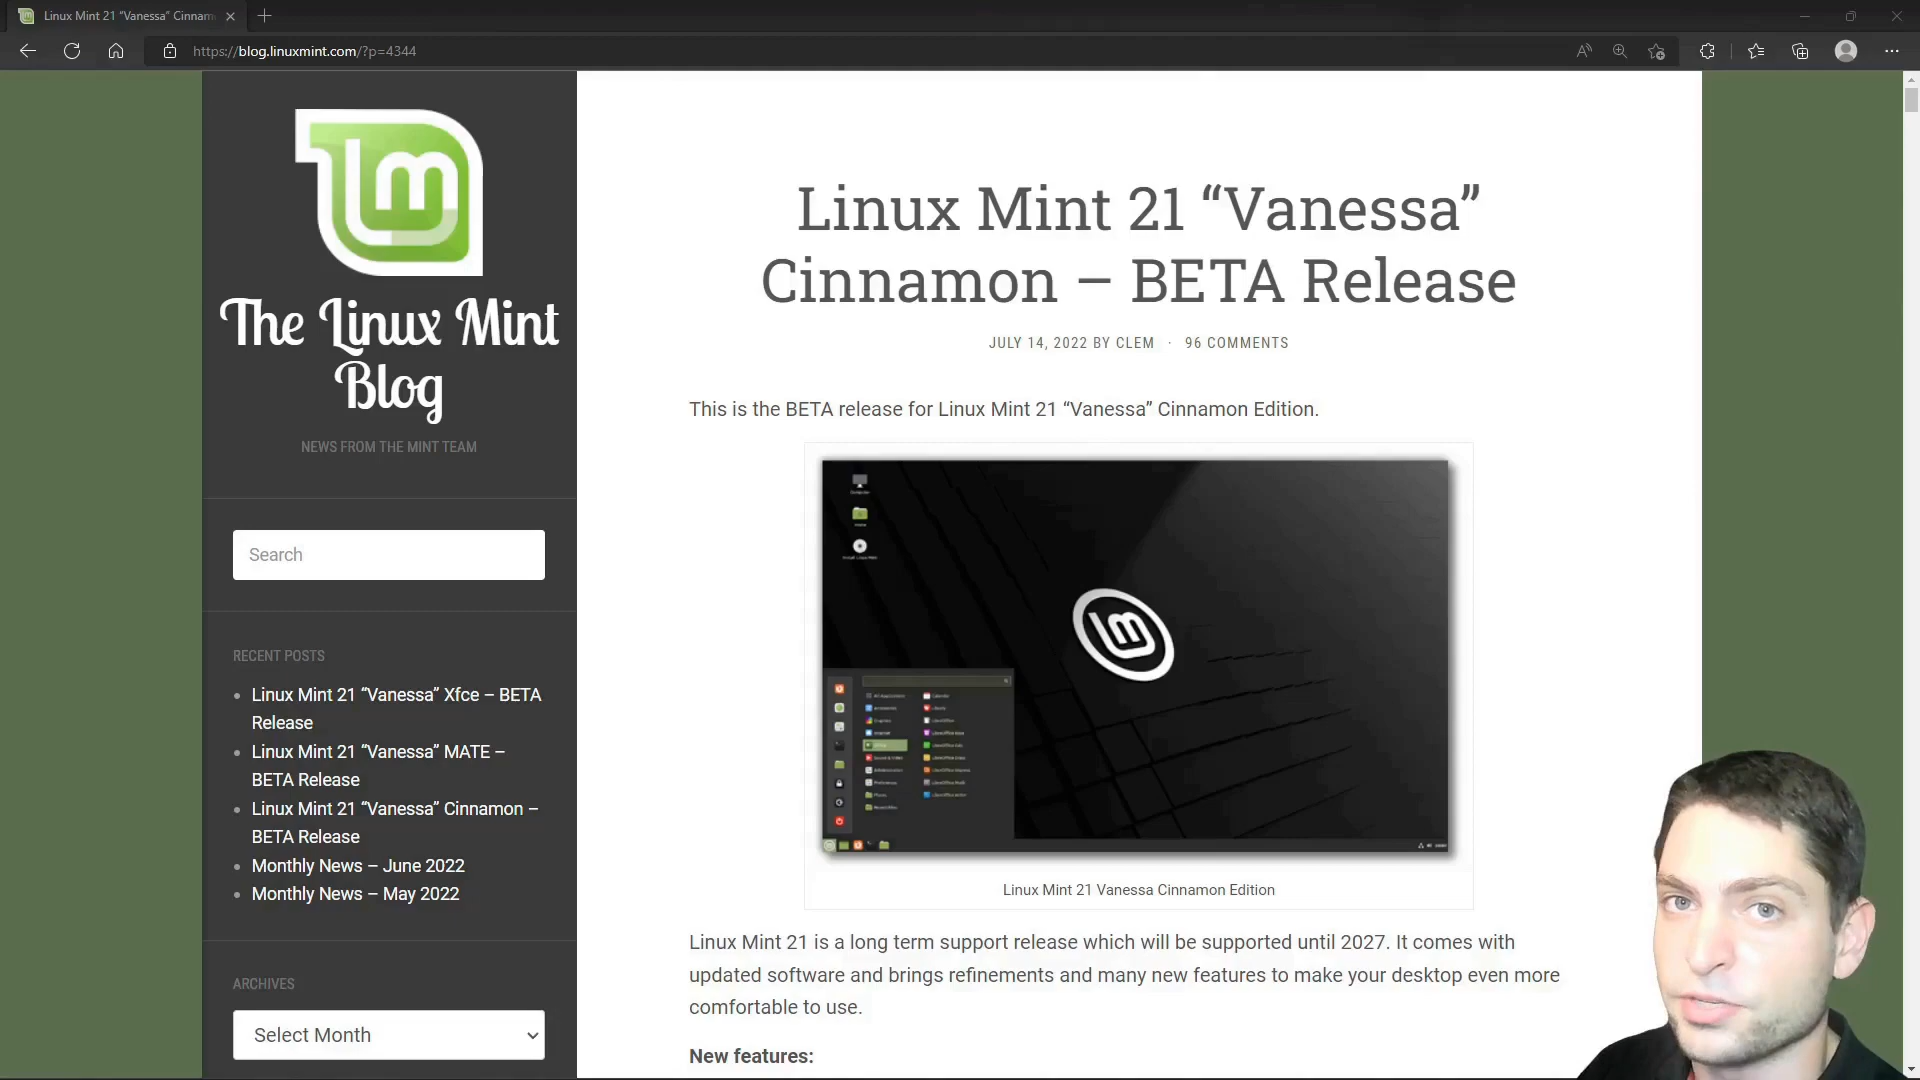 Linux Mint 21 “Vanessa” Cinnam
https://blog.linuxmint.com/?p=4344
The Linux Mint
Blog
NEWS FROM THE MINT TEAM
Search
RECENT POSTS
Linux Mint 21 “Vanessa” Xfce – BETA
Release
Linux Mint 21 “Vanessa” MATE –
BETA Release
Linux Mint 21 “Vanessa” Cinnamon –
BETA Release
Monthly News – June 2022
Monthly News – May 2022
ARCHIVES
Select Month
Linux Mint 21 “Vanessa”
Cinnamon – BETA Release
JULY 14, 2022 BY CLEM · 96 COMMENTS
This is the BETA release for Linux Mint 21 “Vanessa” Cinnamon Edition.
Linux Mint 21 Vanessa Cinnamon Edition
Linux Mint 21 is a long term support release which will be supported until 2027. It comes with
updated software and brings refinements and many new features to make your desktop even more
comfortable to use.
New features: